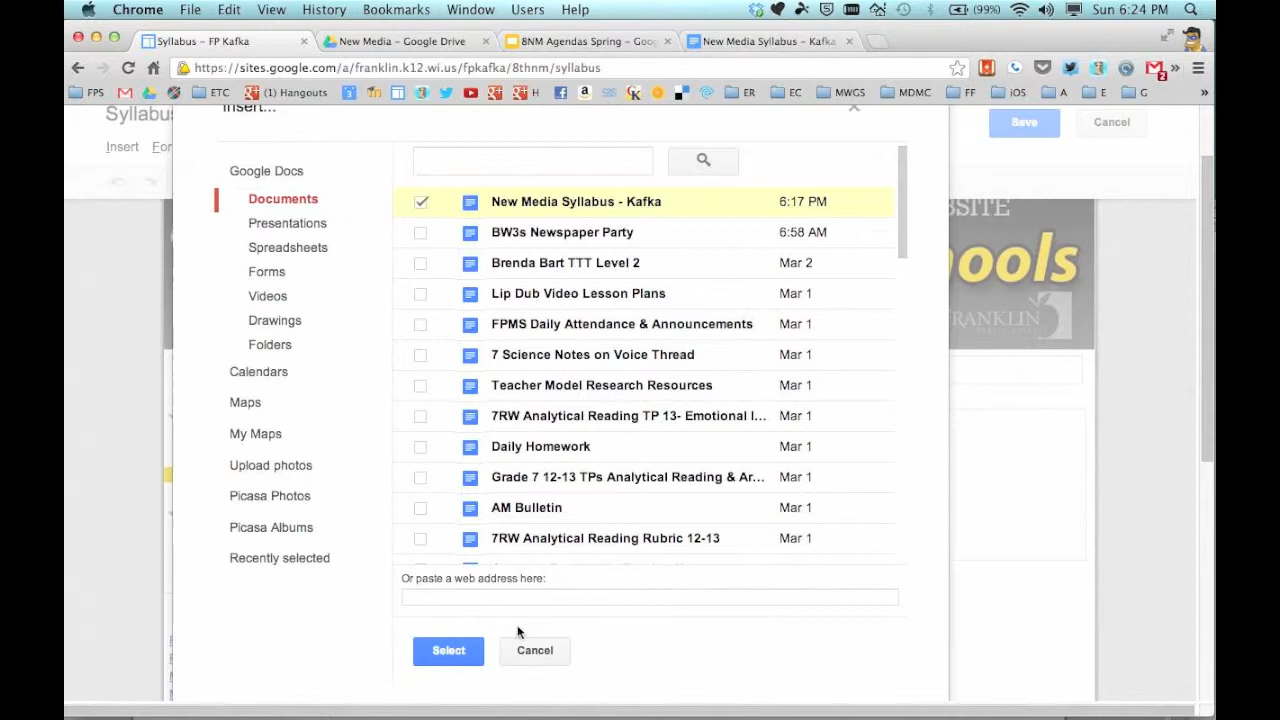 Chrome File Edit View History Bookmarks Window Users Help (99%) Sun 6:24 PM
Syllabus – FP Kafka New Media – Google Drive 8NM Agendas Spring – Goog New Media Syllabus – Kafka
https://sites.google.com/a/franklin.k12.wi.us/fpkafka/8thnm/syllabus
FPS ETC (1) Hangouts H ER EC MWGS MDMC FF iOS A E G
Syllabus Insert...
Save Cancel
Insert For
Google Docs
Documents
Presentations
Spreadsheets
Forms
Videos
Drawings
Folders
Calendars
Maps
My Maps
Upload photos
Picasa Photos
Picasa Albums
Recently selected
New Media Syllabus - Kafka 6:17 PM
BW3s Newspaper Party 6:58 AM
Brenda Bart TTT Level 2 Mar 2
Lip Dub Video Lesson Plans Mar 1
FPMS Daily Attendance & Announcements Mar 1
7 Science Notes on Voice Thread Mar 1
Teacher Model Research Resources Mar 1
7RW Analytical Reading TP 13- Emotional I... Mar 1
Daily Homework Mar 1
Grade 7 12-13 TPs Analytical Reading & Ar... Mar 1
AM Bulletin Mar 1
7RW Analytical Reading Rubric 12-13 Mar 1
Or paste a web address here:
Select Cancel
BSITE
hools
FRANKLIN